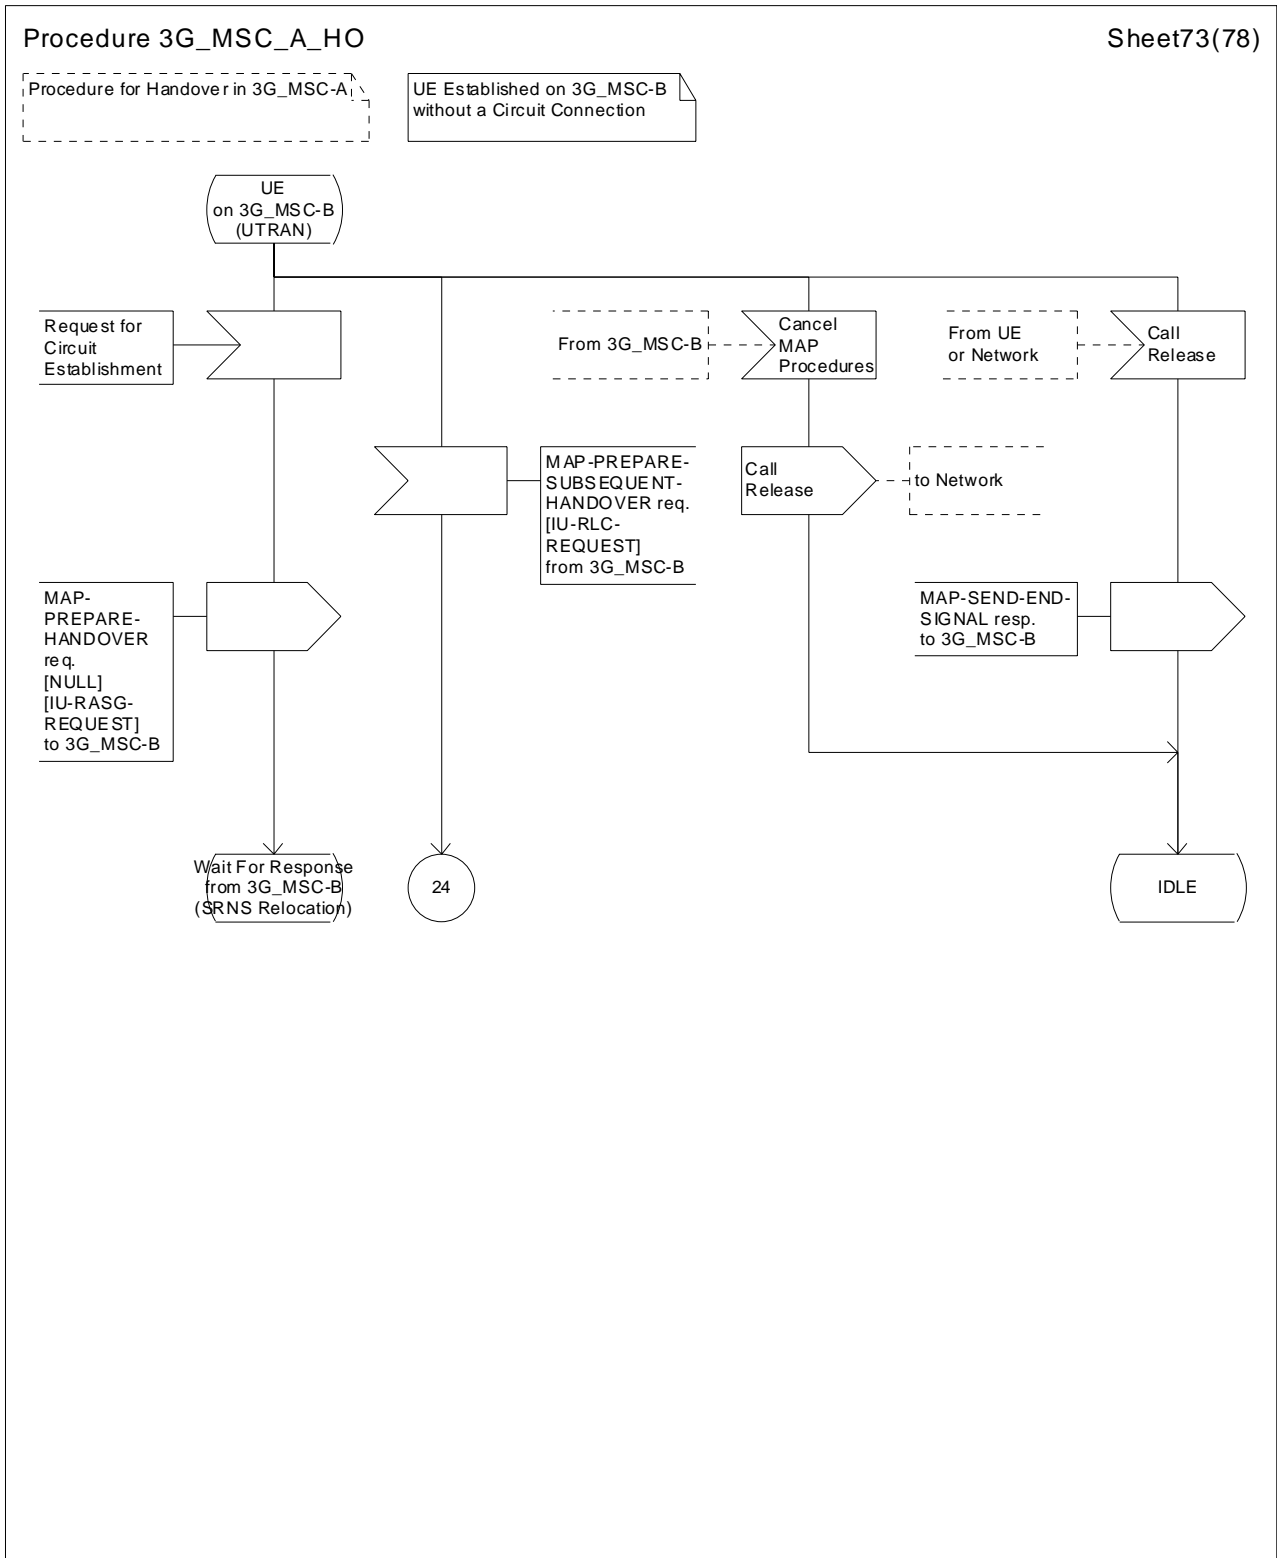 Procedure 3G_MSC_A_HO
Sheet73(78)
Procedure for Handover in 3G_MSC-A
UE Established on 3G_MSC-B
without a Circuit Connection
UE
on 3G_MSC-B
(UTRAN)
Request for
Circuit
Establishment
From 3G_MSC-B
Cancel
MAP
Procedures
From UE
or Network
Call
Release
MAP-PREPARE-
SUBSEQUENT-
HANDOVER req.
[IU-RLC-
REQUEST]
from 3G_MSC-B
Call
Release
to Network
MAP-
PREPARE-
HANDOVER
req.
[NULL]
[IU-RASG-
REQUEST]
to 3G_MSC-B
MAP-SEND-END-
SIGNAL resp.
to 3G_MSC-B
Wait For Response
from 3G_MSC-B
(SRNS Relocation)
24
IDLE